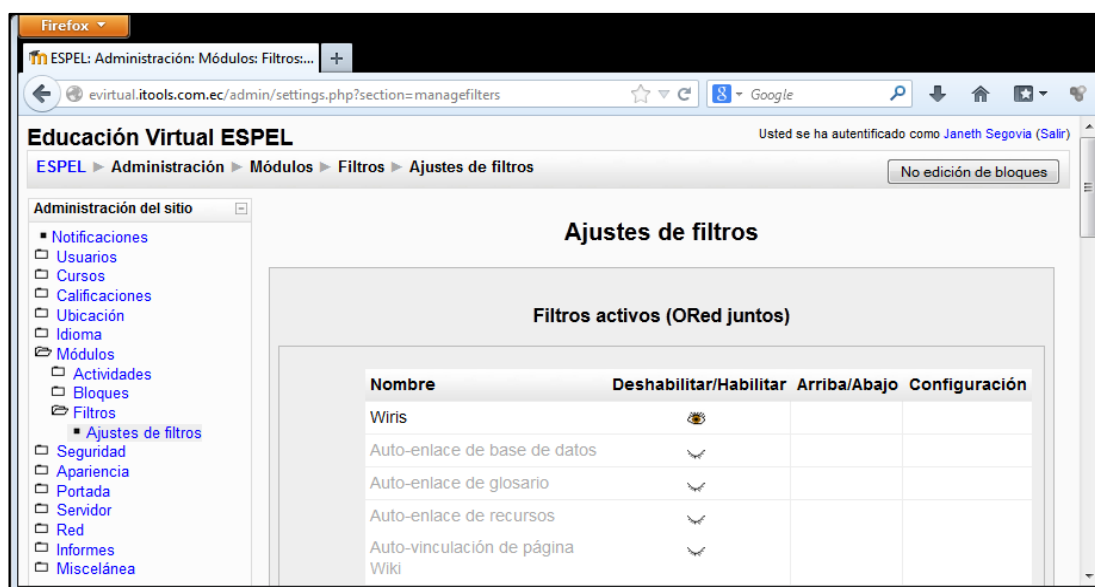 Firefox
ESPEL: Administración: Módulos: Filtros:...
evirtual.itools.com.ec/admin/settings.php?section=managefilters
Google
Educación Virtual ESPEL
Usted se ha autentificado como Janeth Segovia (Salir)
ESPEL ► Administración ► Módulos ► Filtros ► Ajustes de filtros
No edición de bloques
Administración del sitio
Notificaciones
Usuarios
Cursos
Calificaciones
Ubicación
Idioma
Módulos
Actividades
Bloques
Filtros
Ajustes de filtros
Seguridad
Apariencia
Portada
Servidor
Red
Informes
Miscelánea
Ajustes de filtros
Filtros activos (ORed juntos)
Nombre Deshabilitar/Habilitar Arriba/Abajo Configuración
Wiris
Auto-enlace de base de datos
Auto-enlace de glosario
Auto-enlace de recursos
Auto-vinculación de página
Wiki